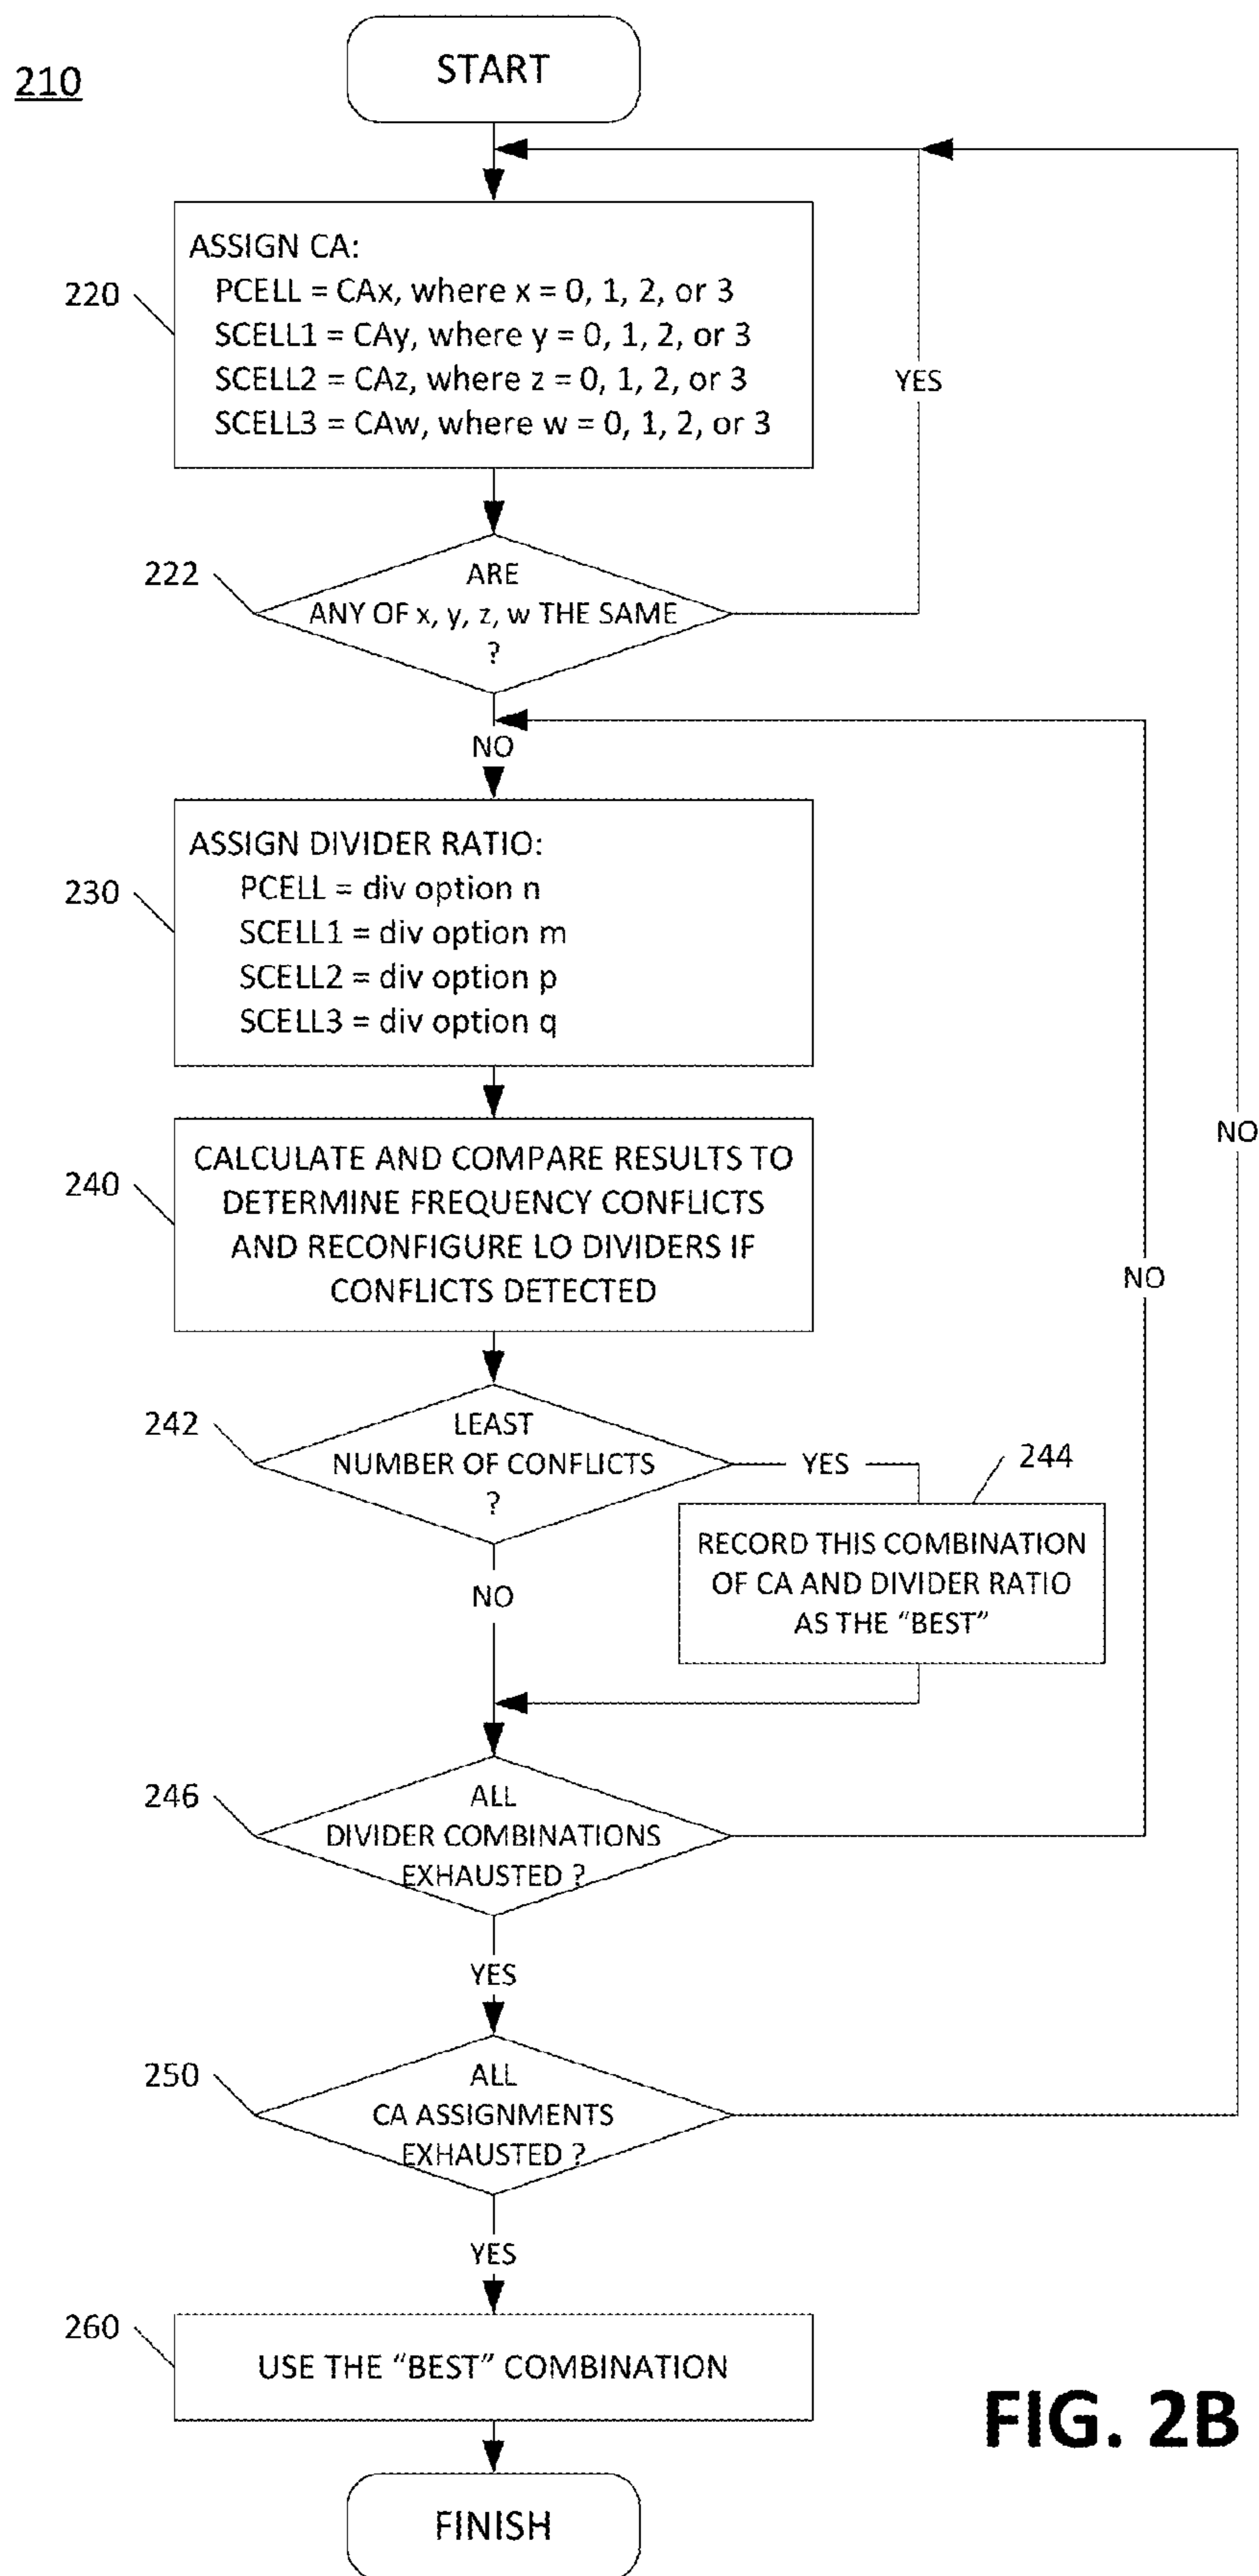 START
210
ASSIGN CA:
PCELL = CAx, where x = 0, 1, 2, or 3
SCELL1 = CAy, where y = 0, 1, 2, or 3
SCELL2 = CAz, where z = 0, 1, 2, or 3
SCELL3 = CAw, where w = 0, 1, 2, or 3
220
YES
222
ARE
ANY OF x, y, z, w THE SAME
?
NO
ASSIGN DIVIDER RATIO:
PCELL = div option n
SCELL1 = div option m
SCELL2 = div option p
SCELL3 = div option q
230
CALCULATE AND COMPARE RESULTS TO
DETERMINE FREQUENCY CONFLICTS
AND RECONFIGURE LO DIVIDERS IF
CONFLICTS DETECTED
240
NO
NO
242
LEAST
NUMBER OF CONFLICTS
?
YES
244
RECORD THIS COMBINATION
OF CA AND DIVIDER RATIO
AS THE “BEST”
NO
246
ALL
DIVIDER COMBINATIONS
EXHAUSTED ?
YES
250
ALL
CA ASSIGNMENTS
EXHAUSTED ?
YES
260
USE THE “BEST” COMBINATION
FIG. 2B
FINISH